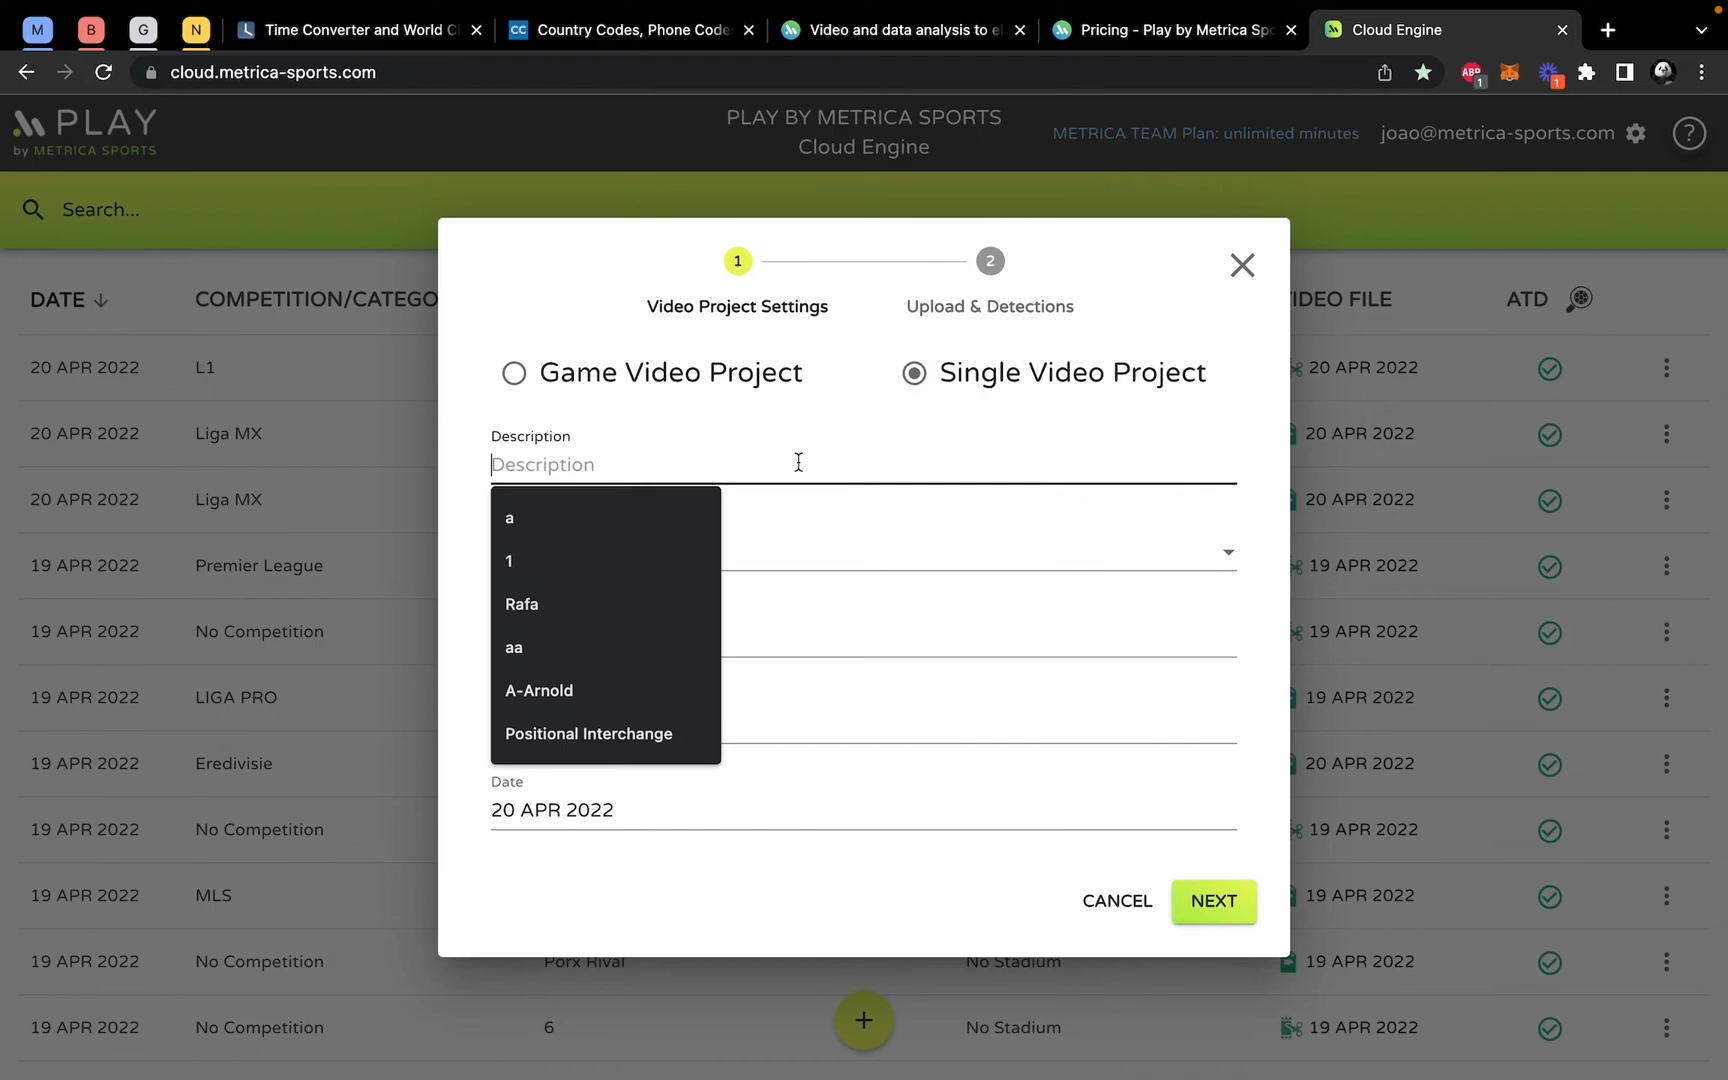 M
B
G
N
Time Converter and World Cl
CC
Country Codes, Phone Code
Video and data analysis to el
Pricing - Play by Metrica Spo
Cloud Engine
cloud.metrica-sports.com
ABP
1
1
PLAY
by METRICA SPORTS
PLAY BY METRICA SPORTS
Cloud Engine
METRICA TEAM Plan: unlimited minutes
joao@metrica-sports.com
?
Search...
1
2
Video Project Settings
Upload & Detections
Game Video Project
Single Video Project
Description
Description
a
1
Rafa
aa
A-Arnold
Positional Interchange
Date
20 APR 2022
CANCEL
NEXT
DATE
COMPETITION/CATEGO
VIDEO FILE
ATD
20 APR 2022
L1
20 APR 2022
20 APR 2022
Liga MX
20 APR 2022
20 APR 2022
Liga MX
20 APR 2022
19 APR 2022
Premier League
19 APR 2022
19 APR 2022
No Competition
19 APR 2022
19 APR 2022
LIGA PRO
19 APR 2022
19 APR 2022
Eredivisie
20 APR 2022
19 APR 2022
No Competition
19 APR 2022
19 APR 2022
MLS
19 APR 2022
19 APR 2022
No Competition
Porx Rival
No Stadium
19 APR 2022
19 APR 2022
No Competition
6
No Stadium
19 APR 2022
+